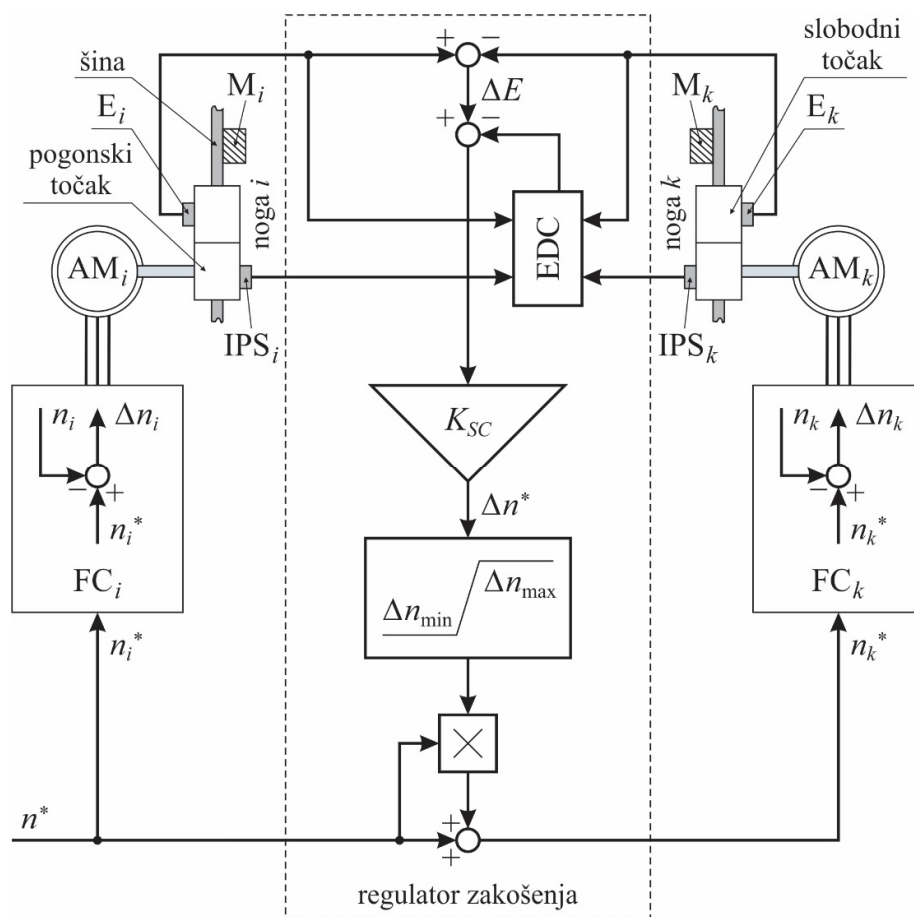 slobodni
točak
šina
M_i
M_k
E_i
E_k
pogonski
točak
noga i
noga k
+
−
ΔE
+
−
EDC
AM_i
AM_k
IPS_i
IPS_k
n_i
Δn_i
−
+
n_i*
FC_i
n_i*
K_SC
Δn*
Δn_min
Δn_max
n_k
Δn_k
−
+
n_k*
FC_k
n_k*
×
n*
+
+
regulator zakošenja